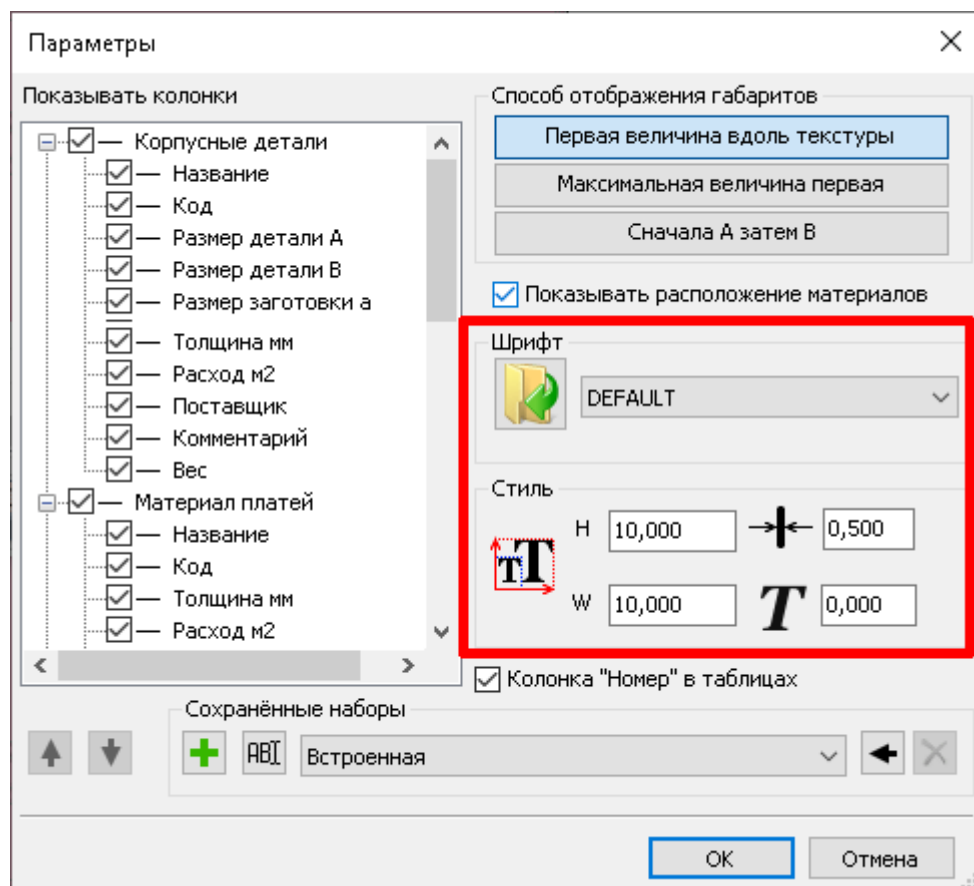 Параметры
Показывать колонки
Корпусные детали
Название
Код
Размер детали A
Размер детали B
Размер заготовки a
Толщина мм
Расход м2
Поставщик
Комментарий
Вес
Материал платей
Название
Код
Толщина мм
Расход м2
Способ отображения габаритов
Первая величина вдоль текстуры
Максимальная величина первая
Сначала A затем B
Показывать расположение материалов
Шрифт
DEFAULT
Стиль
H 10,000 0,500
W 10,000 T 0,000
Колонка "Номер" в таблицах
Сохранённые наборы
ABI Встроенная
OK Отмена